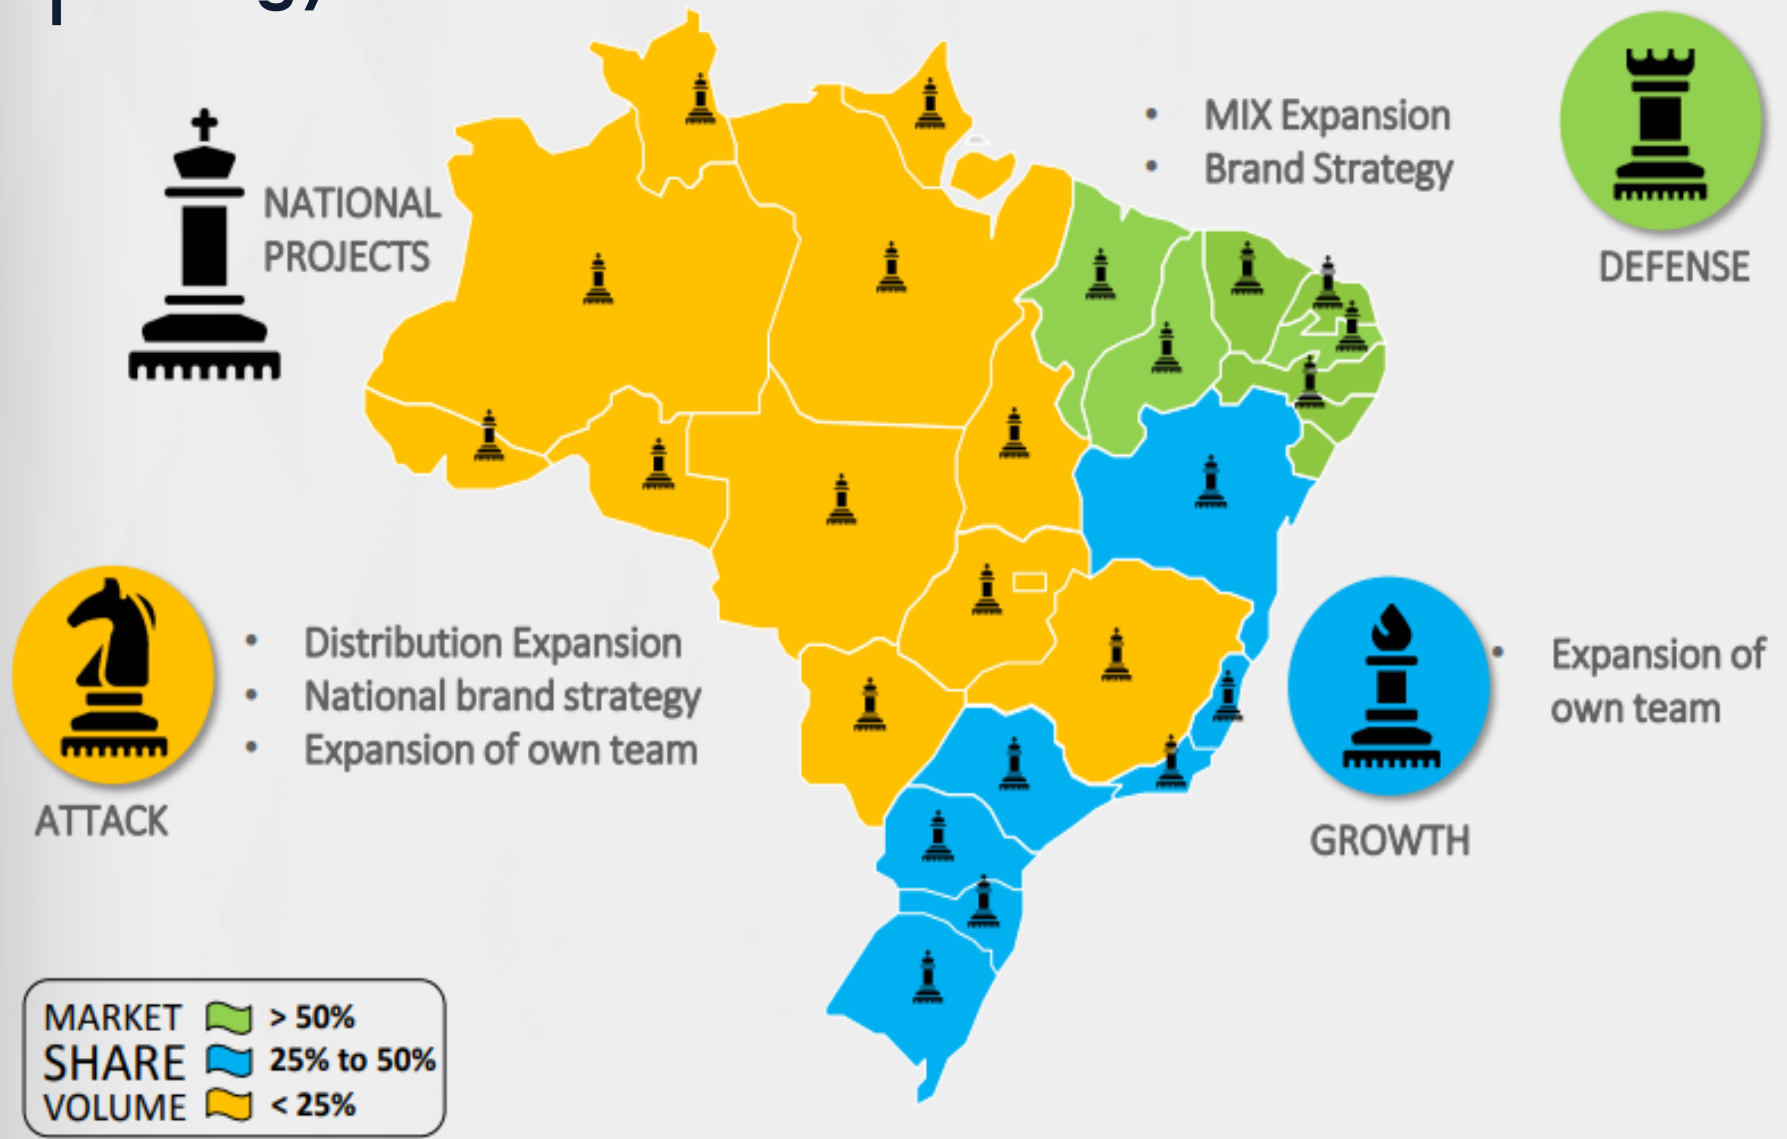 NATIONAL
PROJECTS
• MIX Expansion
• Brand Strategy
DEFENSE
• Distribution Expansion
• National brand strategy
• Expansion of own team
ATTACK
• Expansion of
own team
GROWTH
MARKET > 50%
SHARE 25% to 50%
VOLUME < 25%